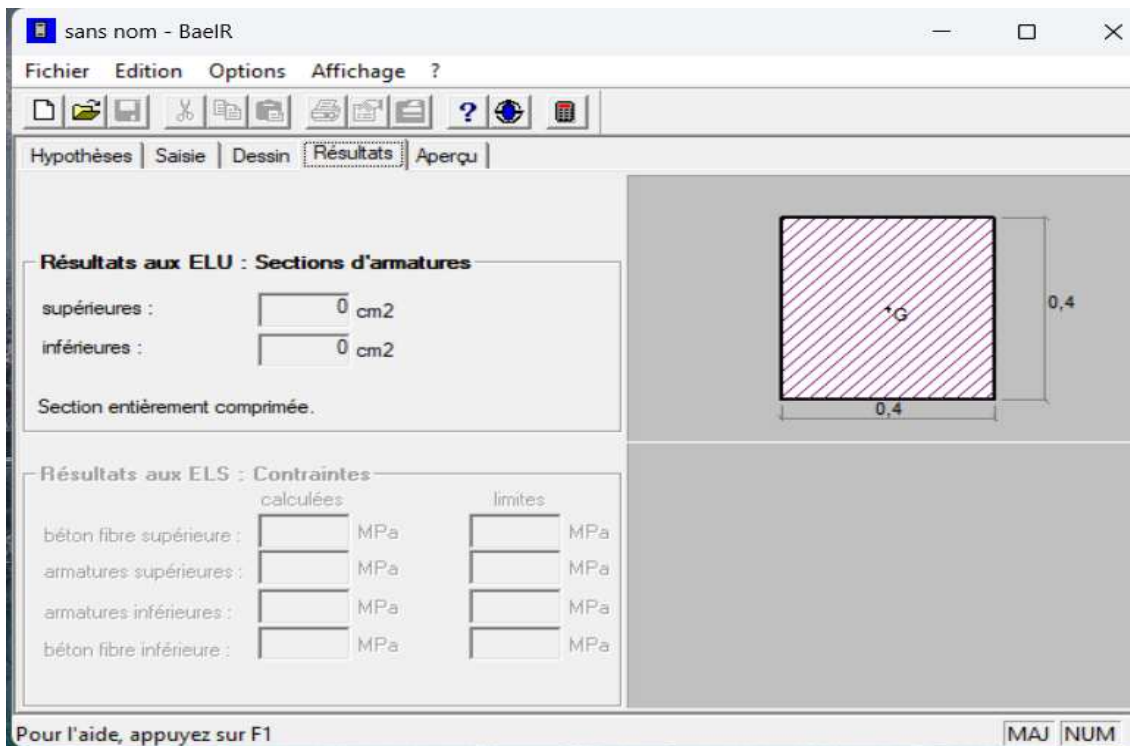 sans nom - BaelR
Fichier Edition Options Affichage ?
Hypothèses Saisie Dessin Résultats Aperçu
Résultats aux ELU : Sections d'armatures
supérieures : 0 cm2
inférieures : 0 cm2
Section entièrement comprimée.
G
0,4
0,4
Résultats aux ELS : Contraintes
calculées limites
béton fibre supérieure : MPa MPa
armatures supérieures : MPa MPa
armatures inférieures : MPa MPa
béton fibre inférieure : MPa MPa
Pour l'aide, appuyez sur F1
MAJ NUM